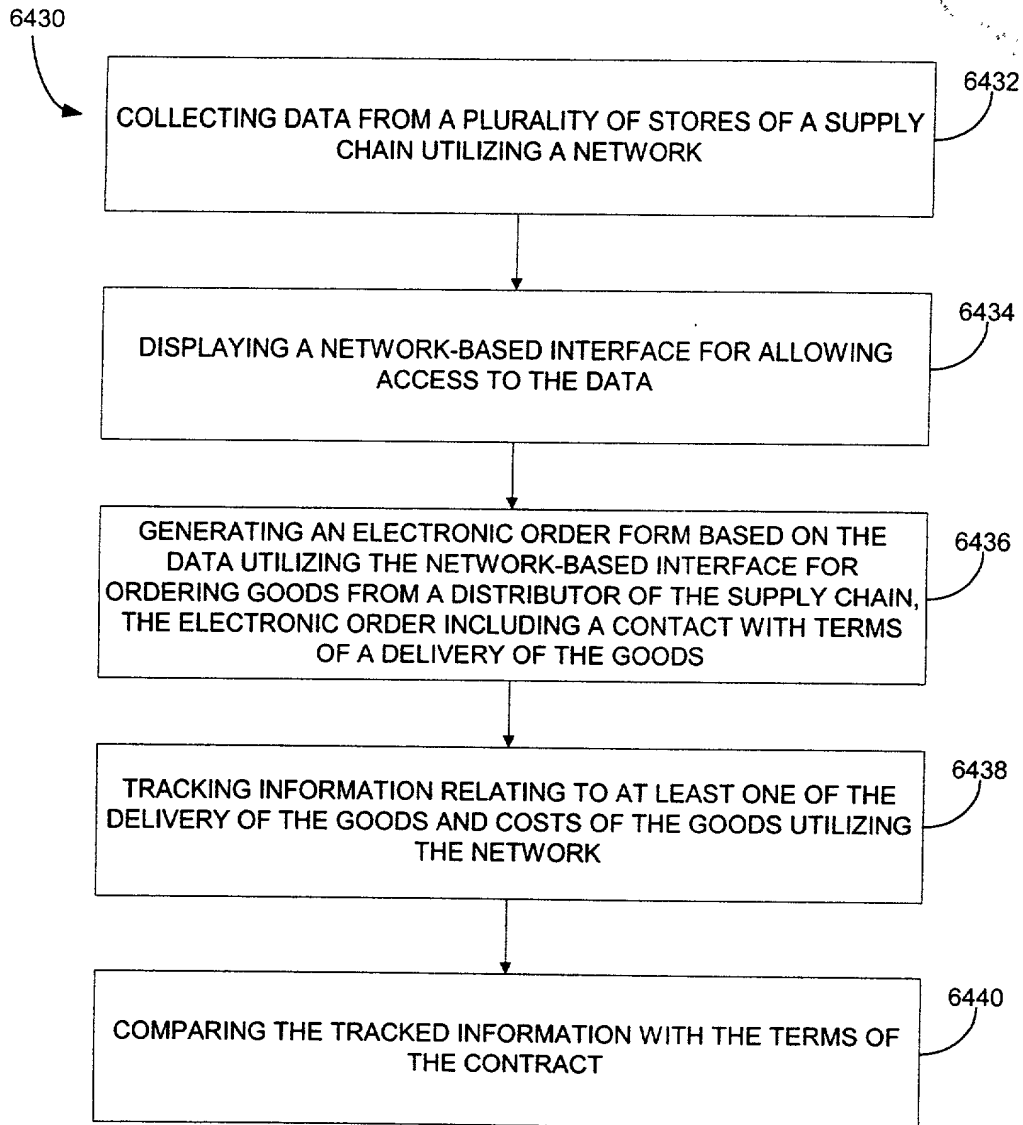 6430
6432
COLLECTING DATA FROM A PLURALITY OF STORES OF A SUPPLY
CHAIN UTILIZING A NETWORK
6434
DISPLAYING A NETWORK-BASED INTERFACE FOR ALLOWING
ACCESS TO THE DATA
6436
GENERATING AN ELECTRONIC ORDER FORM BASED ON THE
DATA UTILIZING THE NETWORK-BASED INTERFACE FOR
ORDERING GOODS FROM A DISTRIBUTOR OF THE SUPPLY CHAIN,
THE ELECTRONIC ORDER INCLUDING A CONTACT WITH TERMS
OF A DELIVERY OF THE GOODS
6438
TRACKING INFORMATION RELATING TO AT LEAST ONE OF THE
DELIVERY OF THE GOODS AND COSTS OF THE GOODS UTILIZING
THE NETWORK
6440
COMPARING THE TRACKED INFORMATION WITH THE TERMS OF
THE CONTRACT